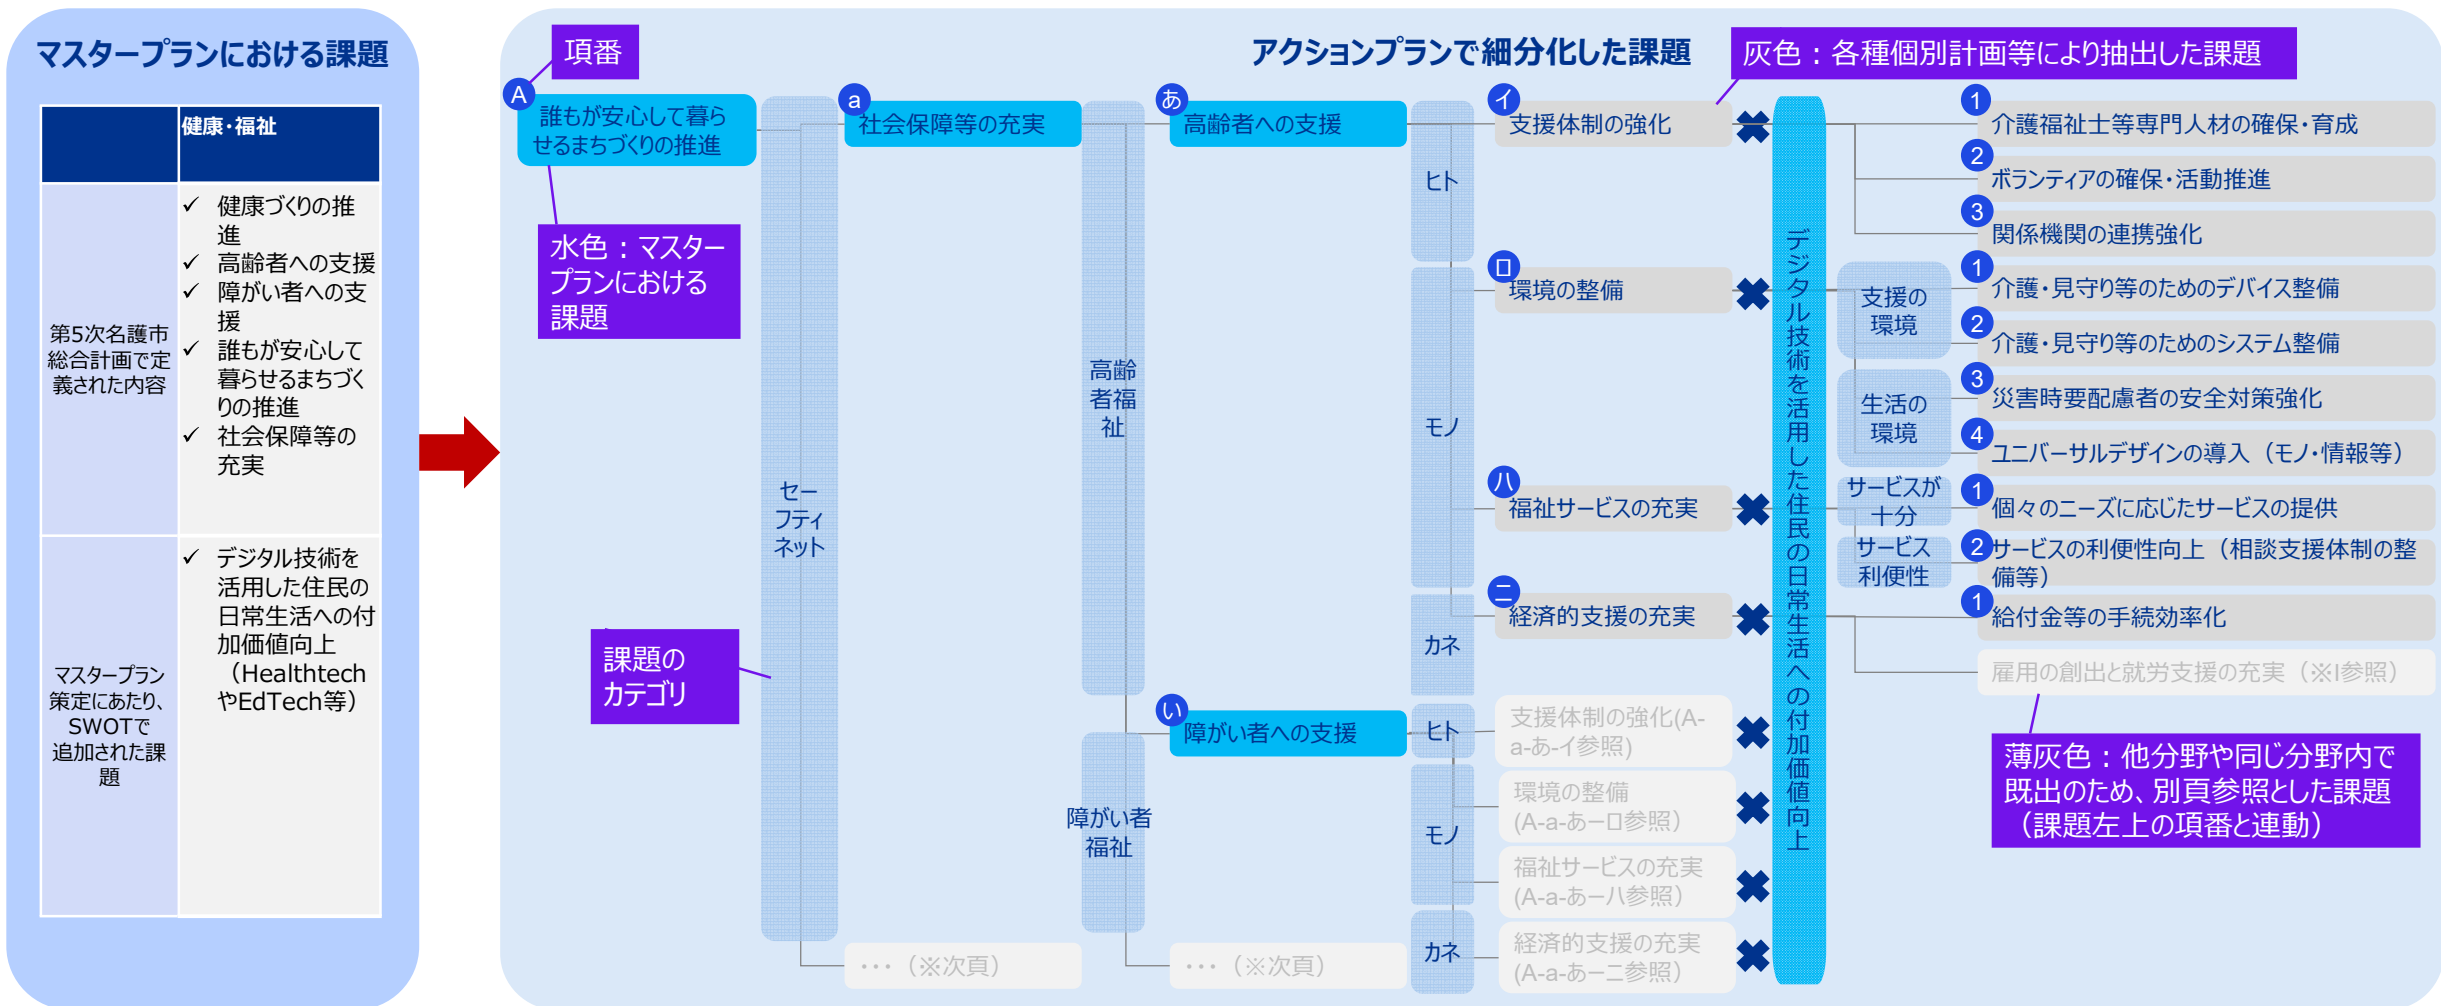 マスタープランにおける課題
健康・福祉
第5次名護市
総合計画で定
義された内容
✓ 健康づくりの推
進
✓ 高齢者への支援
✓ 障がい者への支
援
✓ 誰もが安心して
暮らせるまちづく
りの推進
✓ 社会保障等の
充実
マスタープラン
策定にあたり、
SWOTで
追加された課
題
✓ デジタル技術を
活用した住民の
日常生活への付
加価値向上
（Healthtech
やEdTech等）
アクションプランで細分化した課題
項番
灰色：各種個別計画等により抽出した課題
A
誰もが安心して暮ら
せるまちづくりの推進
水色：マスター
プランにおける
課題
セー
フティ
ネット
課題の
カテゴリ
a
社会保障等の充実
・・・（※次頁）
高齢
者福
祉
障がい者
福祉
あ
高齢者への支援
い
障がい者への支援
・・・（※次頁）
ヒト
モノ
カネ
ヒト
モノ
カネ
イ
支援体制の強化
ロ
環境の整備
ハ
福祉サービスの充実
ニ
経済的支援の充実
支援体制の強化(A-
a-あ-イ参照)
環境の整備
(A-a-あーロ参照）
福祉サービスの充実
(A-a-あーハ参照）
経済的支援の充実
(A-a-あーニ参照）
デジタル技術を活用した住民の日常生活への付加価値向上
1
介護福祉士等専門人材の確保・育成
2
ボランティアの確保・活動推進
3
関係機関の連携強化
支援の
環境
1
介護・見守り等のためのデバイス整備
2
介護・見守り等のためのシステム整備
生活の
環境
3
災害時要配慮者の安全対策強化
4
ユニバーサルデザインの導入（モノ・情報等）
サービスが
十分
1
個々のニーズに応じたサービスの提供
サービス
利便性
2
サービスの利便性向上（相談支援体制の整
備等）
1
給付金等の手続効率化
雇用の創出と就労支援の充実（※I参照）
薄灰色：他分野や同じ分野内で
既出のため、別頁参照とした課題
（課題左上の項番と連動）